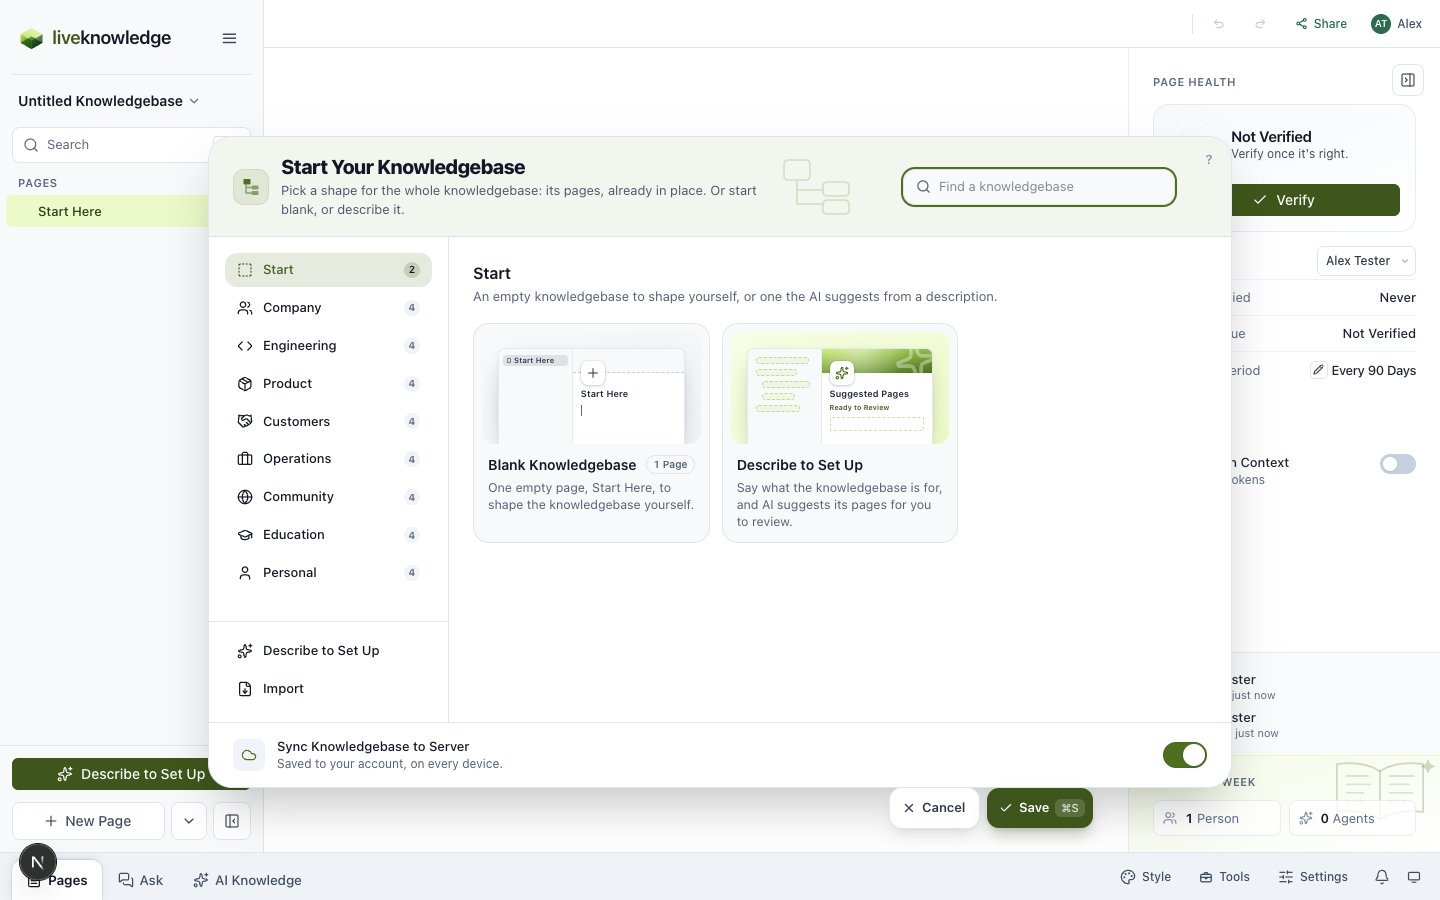 liveknowledge
Share
AT
Alex
Untitled Knowledgebase
Search
PAGES
Start Here
PAGE HEALTH
Not Verified
Verify once it's right.
Verify
Alex Tester
ied
Never
ue
Not Verified
eriod
Every 90 Days
n Context
okens
ster
just now
ster
just now
WEEK
1 Person
0 Agents
Start Your Knowledgebase
Pick a shape for the whole knowledgebase: its pages, already in place. Or start
blank, or describe it.
Find a knowledgebase
?
Start 2
Company 4
Engineering 4
Product 4
Customers 4
Operations 4
Community 4
Education 4
Personal 4
Describe to Set Up
Import
Start
An empty knowledgebase to shape yourself, or one the AI suggests from a description.
Start Here
Start Here
Blank Knowledgebase
1 Page
One empty page, Start Here, to
shape the knowledgebase yourself.
Suggested Pages
Ready to Review
Describe to Set Up
Say what the knowledgebase is for,
and AI suggests its pages for you
to review.
Sync Knowledgebase to Server
Saved to your account, on every device.
Describe to Set Up
New Page
Cancel
Save ⌘S
N
Pages
Ask
AI Knowledge
Style
Tools
Settings